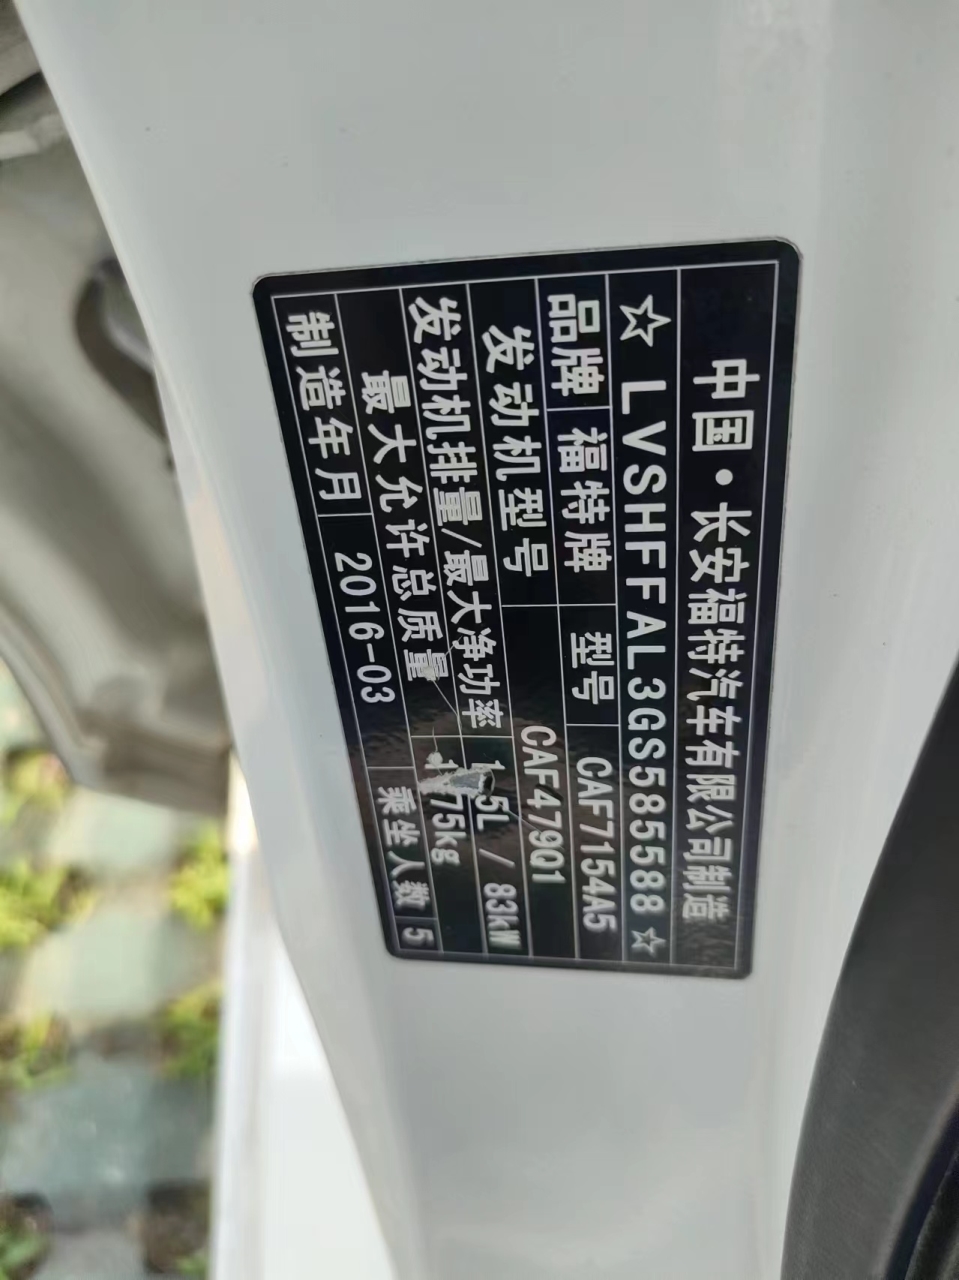 中国·长安福特汽车有限公司制造
☆ LVSHFFAL3GS585588 ☆
品牌 福特牌 型号 CAF7154A5
发动机型号 CAF479Q1
发动机排量/最大净功率 5L / 83kW
最大允许总质量 75kg
制造年月 2016-03 乘坐人数 5